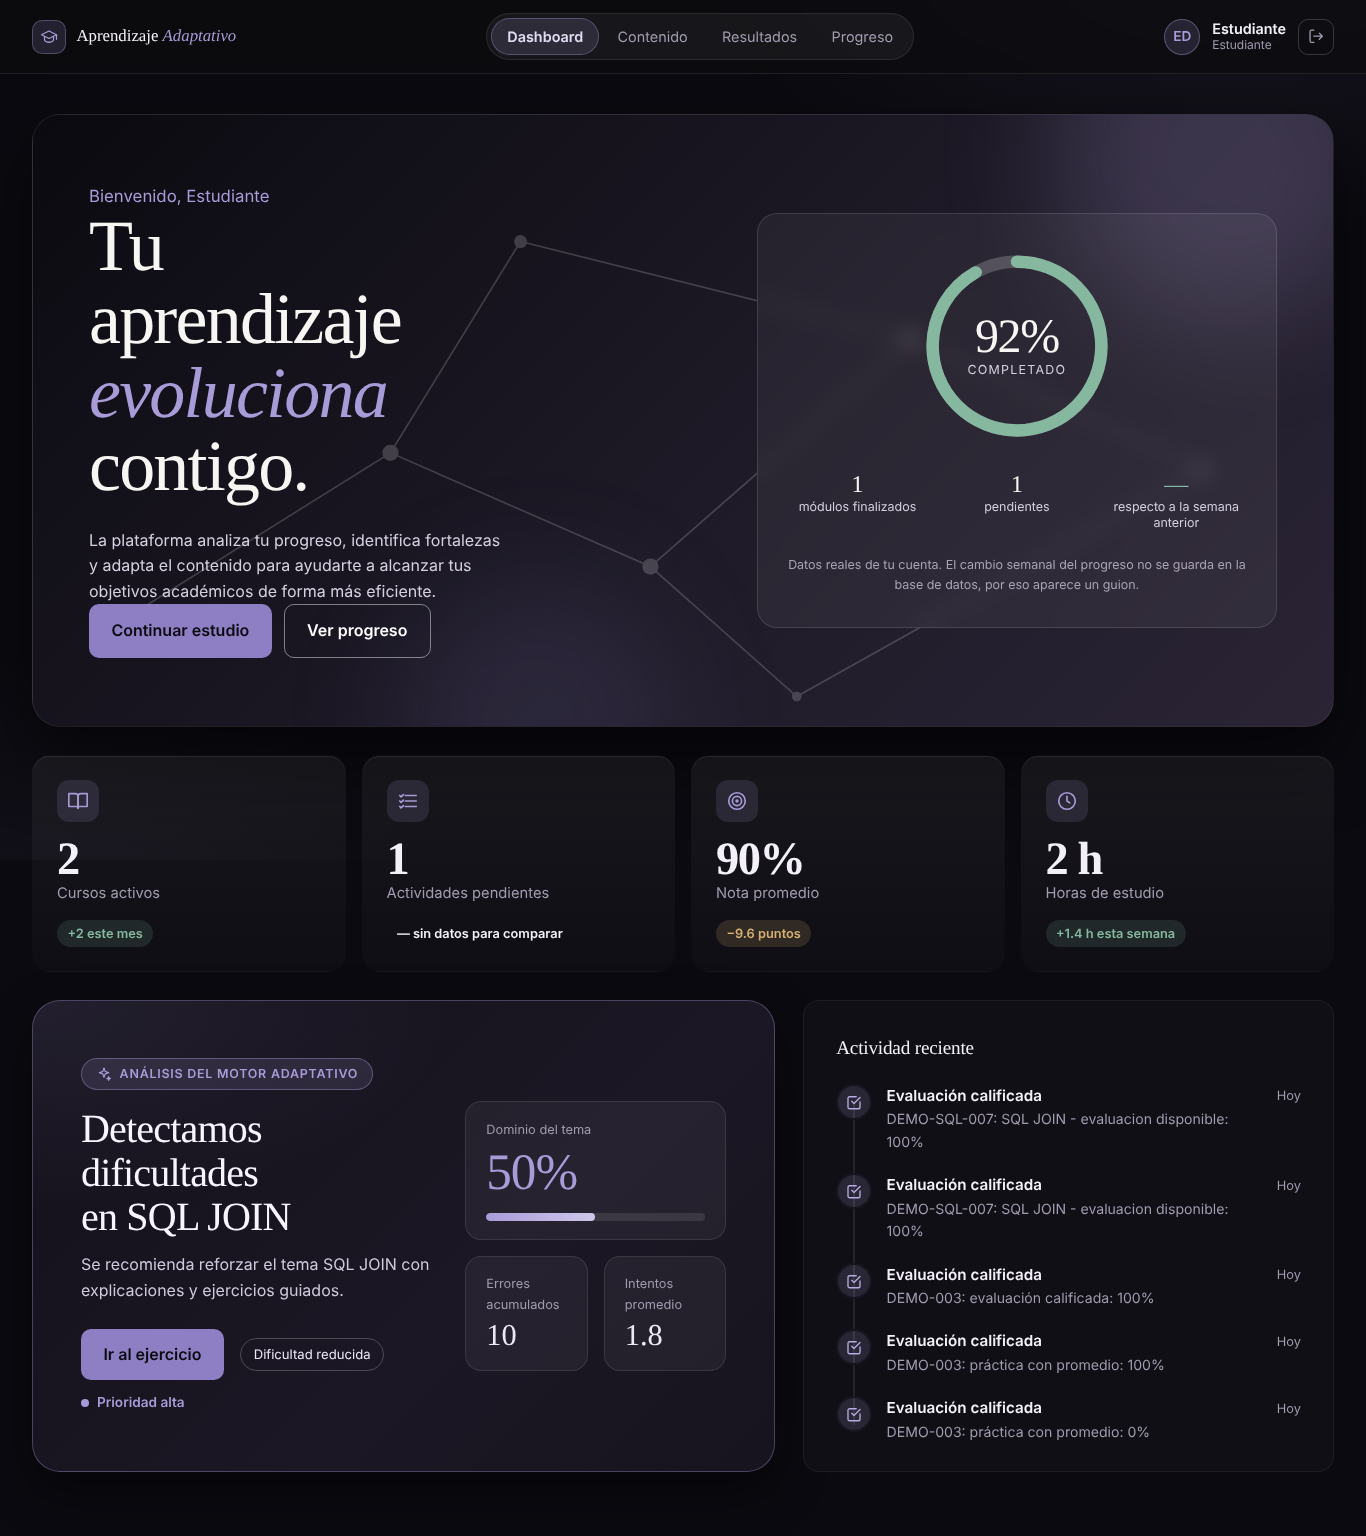 Aprendizaje Adaptativo
Dashboard
Contenido
Resultados
Progreso
ED
Estudiante
Estudiante
Bienvenido, Estudiante
Tu
aprendizaje
evoluciona
contigo.
La plataforma analiza tu progreso, identifica fortalezas
y adapta el contenido para ayudarte a alcanzar tus
objetivos académicos de forma más eficiente.
Continuar estudio
Ver progreso
92%
COMPLETADO
1
módulos finalizados
1
pendientes
—
respecto a la semana
anterior
Datos reales de tu cuenta. El cambio semanal del progreso no se guarda en la
base de datos, por eso aparece un guion.
2
Cursos activos
+2 este mes
1
Actividades pendientes
— sin datos para comparar
90%
Nota promedio
−9.6 puntos
2 h
Horas de estudio
+1.4 h esta semana
ANÁLISIS DEL MOTOR ADAPTATIVO
Detectamos
dificultades
en SQL JOIN
Se recomienda reforzar el tema SQL JOIN con
explicaciones y ejercicios guiados.
Ir al ejercicio
Dificultad reducida
Prioridad alta
Dominio del tema
50%
Errores
acumulados
10
Intentos
promedio
1.8
Actividad reciente
Evaluación calificada
Hoy
DEMO-SQL-007: SQL JOIN - evaluacion disponible:
100%
Evaluación calificada
Hoy
DEMO-SQL-007: SQL JOIN - evaluacion disponible:
100%
Evaluación calificada
Hoy
DEMO-003: evaluación calificada: 100%
Evaluación calificada
Hoy
DEMO-003: práctica con promedio: 100%
Evaluación calificada
Hoy
DEMO-003: práctica con promedio: 0%